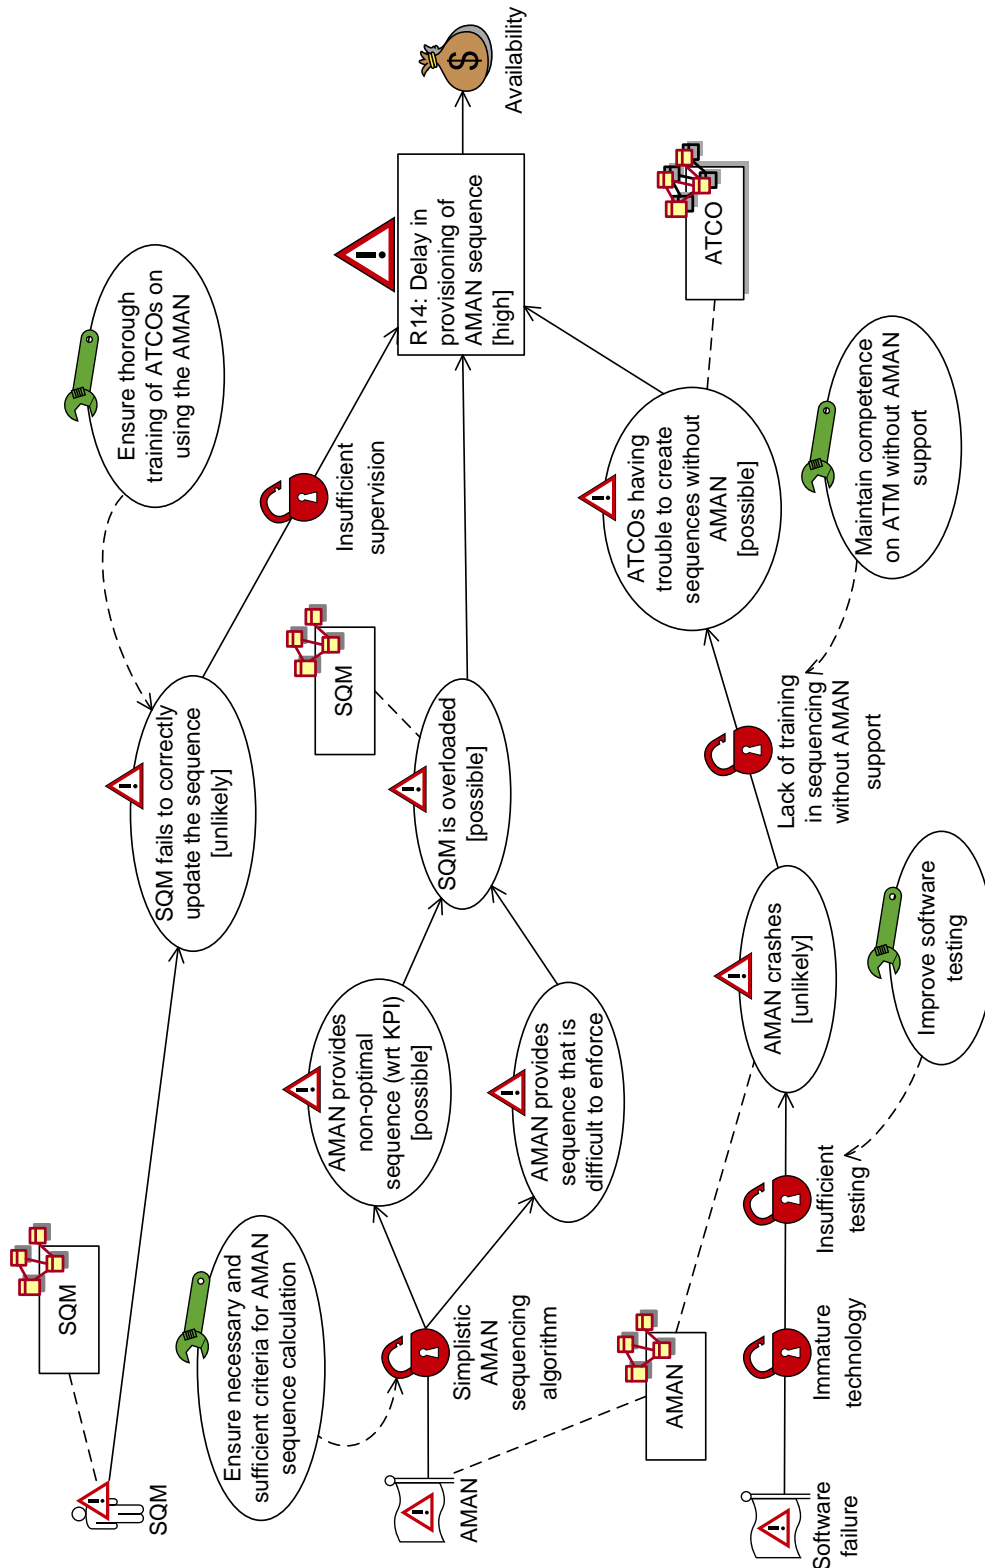 SQM
SQM
Ensure thorough
training of ATCOs on
using the AMAN
SQM fails to correctly
update the sequence
[unlikely]
Insufficient
supervision
Ensure necessary and
sufficient criteria for AMAN
sequence calculation
AMAN
Simplistic
AMAN
sequencing
algorithm
AMAN provides
non-optimal
sequence (wrt KPI)
[possible]
AMAN provides
sequence that is
difficult to enforce
SQM
SQM is overloaded
[possible]
R14: Delay in
provisioning of
AMAN sequence
[high]
$
Availability
AMAN
Software
failure
Immature
technology
Insufficient
testing
Improve software
testing
AMAN crashes
[unlikely]
Lack of training
in sequencing
without AMAN
support
ATCOs having
trouble to create
sequences without
AMAN
[possible]
ATCO
Maintain competence
on ATM without AMAN
support